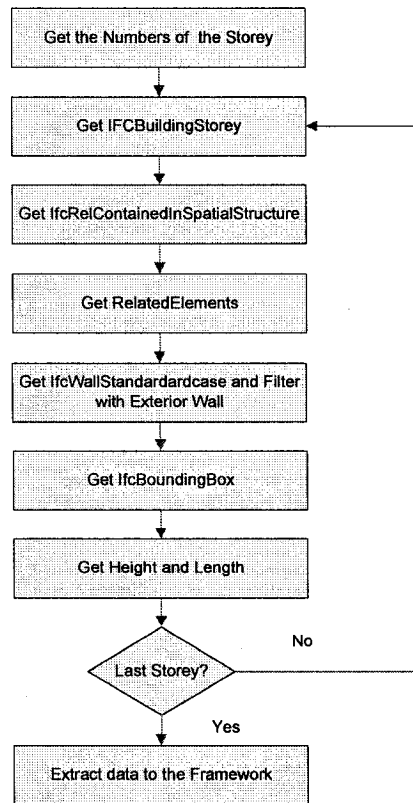 Get the Numbers of the Storey
Get IFCBuildingStorey
Get IfcRelContainedInSpatialStructure
Get RelatedElements
Get IfcWallStandardardcase and Filter
with Exterior Wall
Get IfcBoundingBox
Get Height and Length
Last Storey?
No
Yes
Extract data to the Framework